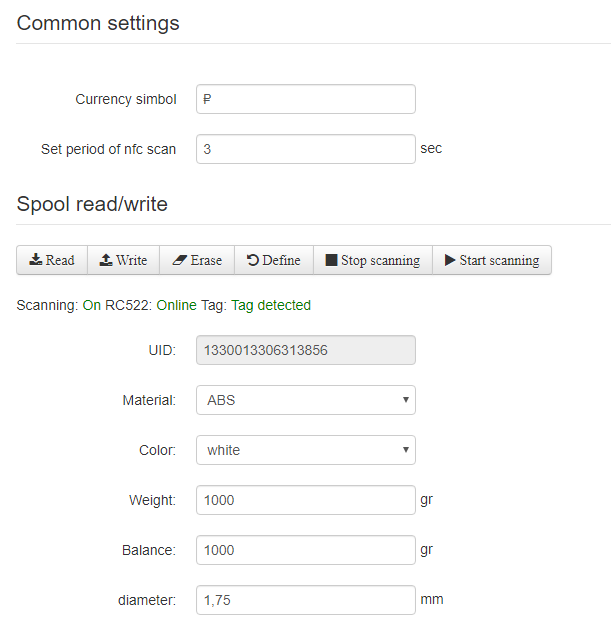 Common settings
Currency simbol ₽
Set period of nfc scan 3 sec
Spool read/write
Read Write Erase Define Stop scanning Start scanning
Scanning: On RC522: Online Tag: Tag detected
UID: 1330013306313856
Material: ABS
Color: white
Weight: 1000 gr
Balance: 1000 gr
diameter: 1,75 mm